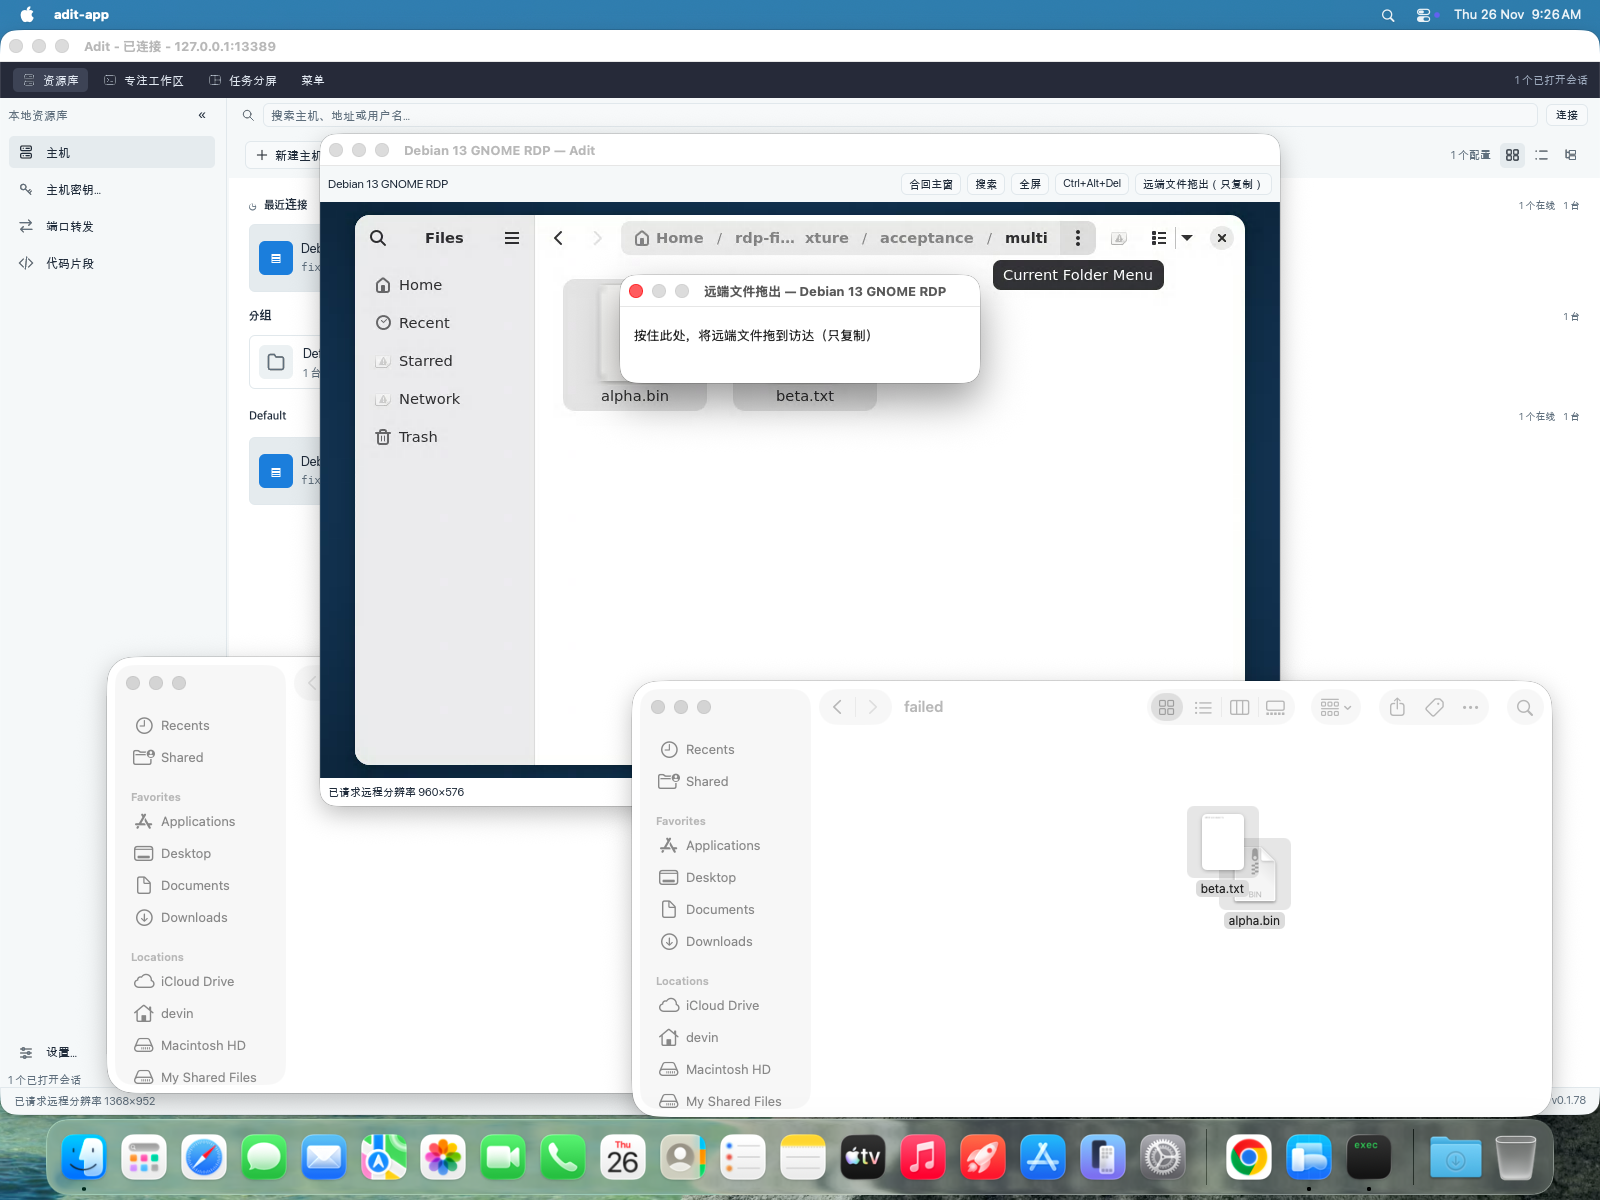 adit-app
Thu 26 Nov 9:26 AM
Adit - 已连接 - 127.0.0.1:13389
资源库
专注工作区
任务分屏
菜单
1 个已打开会话
本地资源库
«
搜索主机、地址或用户名...
连接
主机
主机密钥...
端口转发
代码片段
新建主机
1 个配置
最近连接
1 个在线 1 台
Deb
fix
分组
1 台
Def
1 台
Default
1 个在线 1 台
Deb
fix
设置...
1 个已打开会话
已请求远程分辨率 1368×952
v0.1.78
Debian 13 GNOME RDP — Adit
Debian 13 GNOME RDP
合回主窗
搜索
全屏
Ctrl+Alt+Del
远端文件拖出（只复制）
Files
Home / rdp-fi... xture / acceptance / multi
Current Folder Menu
Home
Recent
Starred
Network
Trash
alpha.bin
beta.txt
已请求远程分辨率 960×576
远端文件拖出 — Debian 13 GNOME RDP
按住此处，将远端文件拖到访达（只复制）
Recents
Shared
Favorites
Applications
Desktop
Documents
Downloads
Locations
iCloud Drive
devin
Macintosh HD
My Shared Files
failed
Recents
Shared
Favorites
Applications
Desktop
Documents
Downloads
Locations
iCloud Drive
devin
Macintosh HD
My Shared Files
beta.txt
BIN
alpha.bin
Thu
26
tv
exec